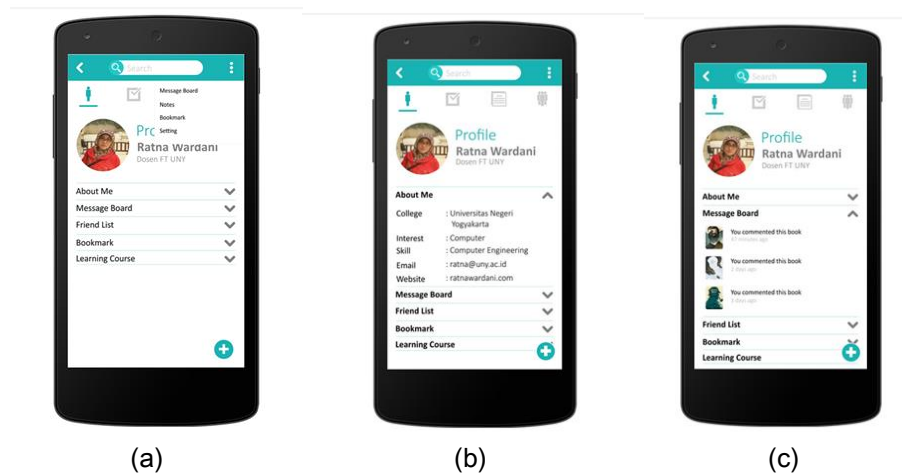 Search
Message Board
Notes
Bookmark
Setting
Pro
Ratna Wardani
Dosen FT UNY
About Me
Message Board
Friend List
Bookmark
Learning Course
(a)
Search
Profile
Ratna Wardani
Dosen FT UNY
About Me
College : Universitas Negeri
Yogyakarta
Interest : Computer
Skill : Computer Engineering
Email : ratna@uny.ac.id
Website : ratnawardani.com
Message Board
Friend List
Bookmark
Learning Course
(b)
Search
Profile
Ratna Wardani
Dosen FT UNY
About Me
Message Board
You commented this book
57 minutes ago
You commented this book
You commented this book
Friend List
Bookmark
Learning Course
(c)